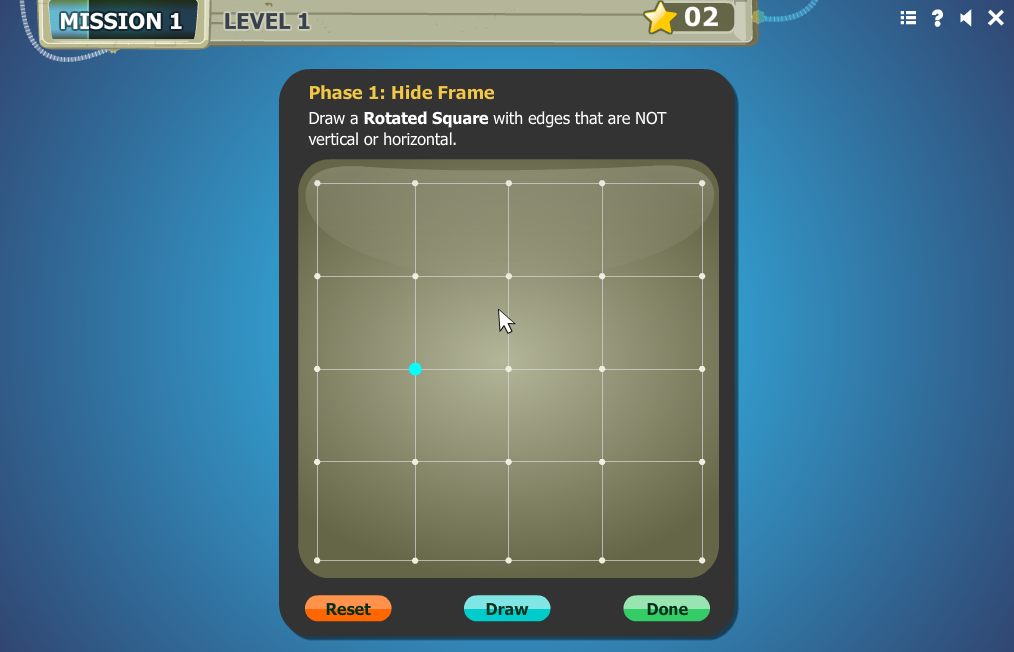 MISSION 1
LEVEL 1
02
Phase 1: Hide Frame
Draw a Rotated Square with edges that are NOT
vertical or horizontal.
Reset
Draw
Done